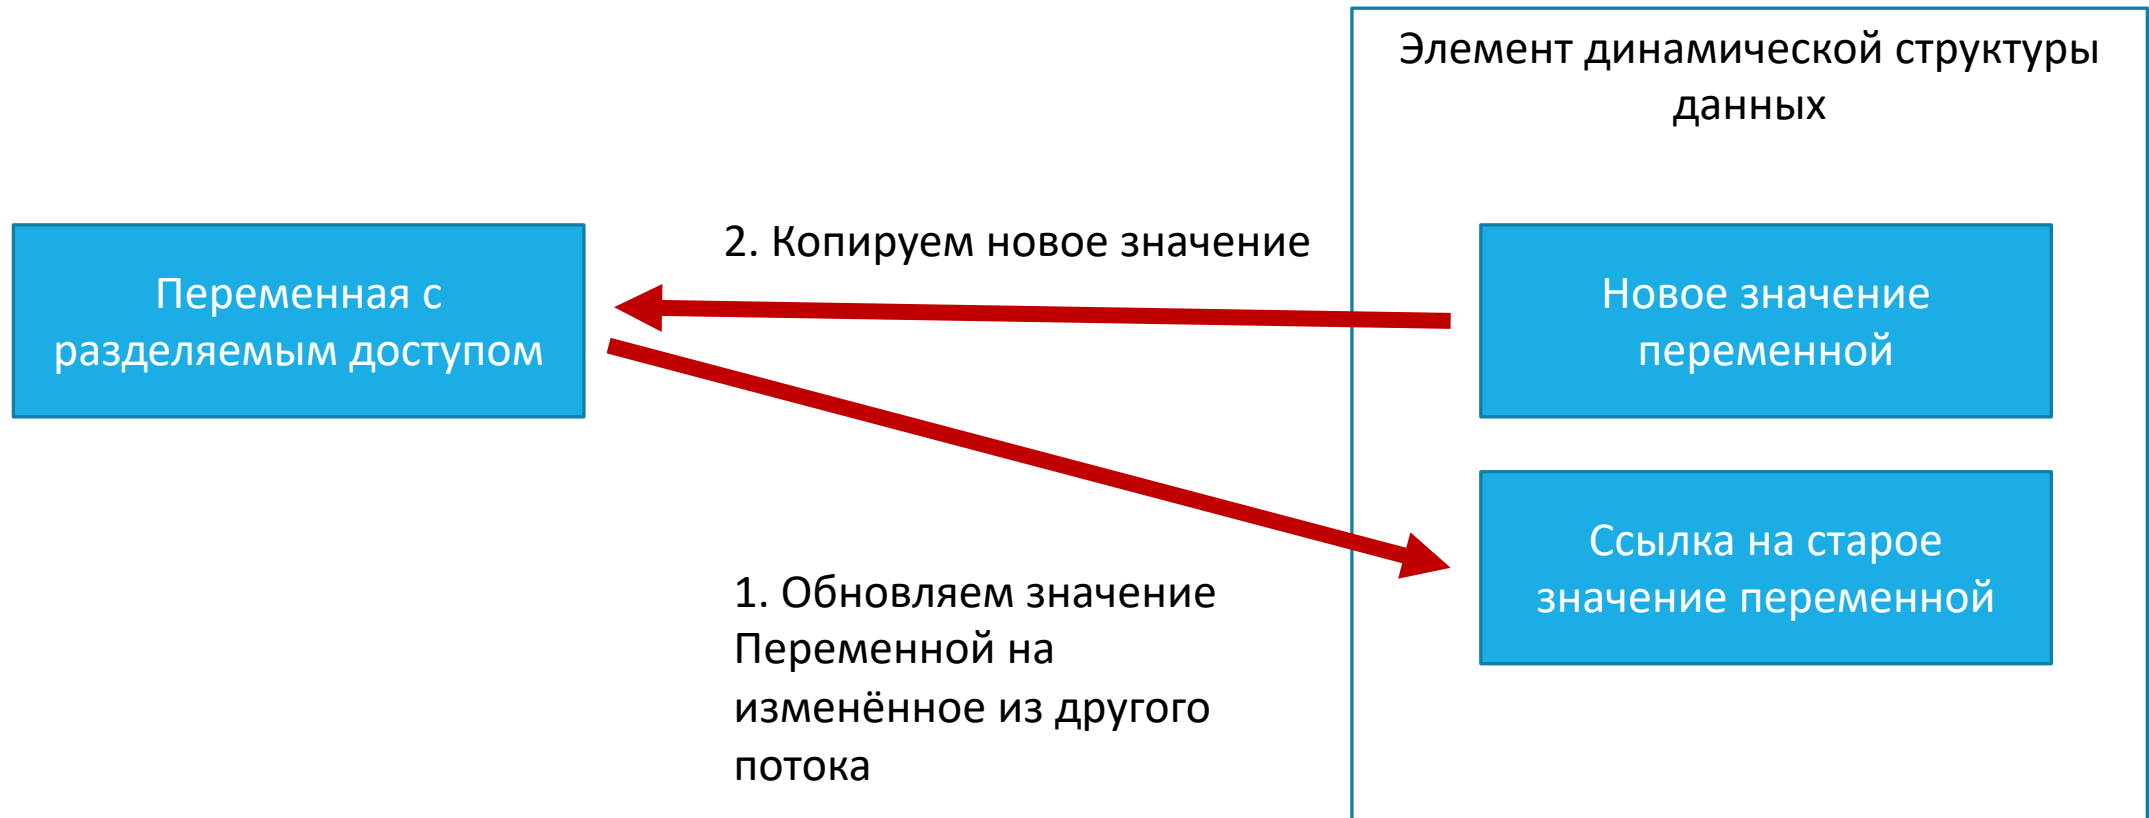 Элемент динамической структуры
данных
Переменная с
разделяемым доступом
2. Копируем новое значение
Новое значение
переменной
1. Обновляем значение
Переменной на
изменённое из другого
потока
Ссылка на старое
значение переменной